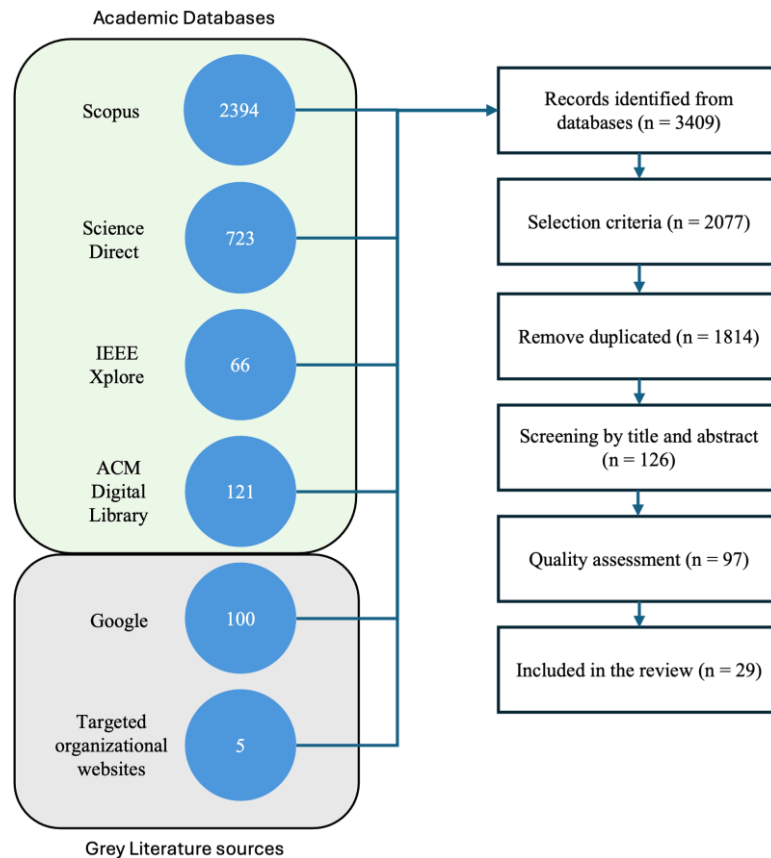 Academic Databases
Scopus
2394
Science
Direct
723
IEEE
Xplore
66
ACM
Digital
Library
121
Google
100
Targeted
organizational
websites
5
Grey Literature sources
Records identified from
databases (n = 3409)
Selection criteria (n = 2077)
Remove duplicated (n = 1814)
Screening by title and abstract
(n = 126)
Quality assessment (n = 97)
Included in the review (n = 29)